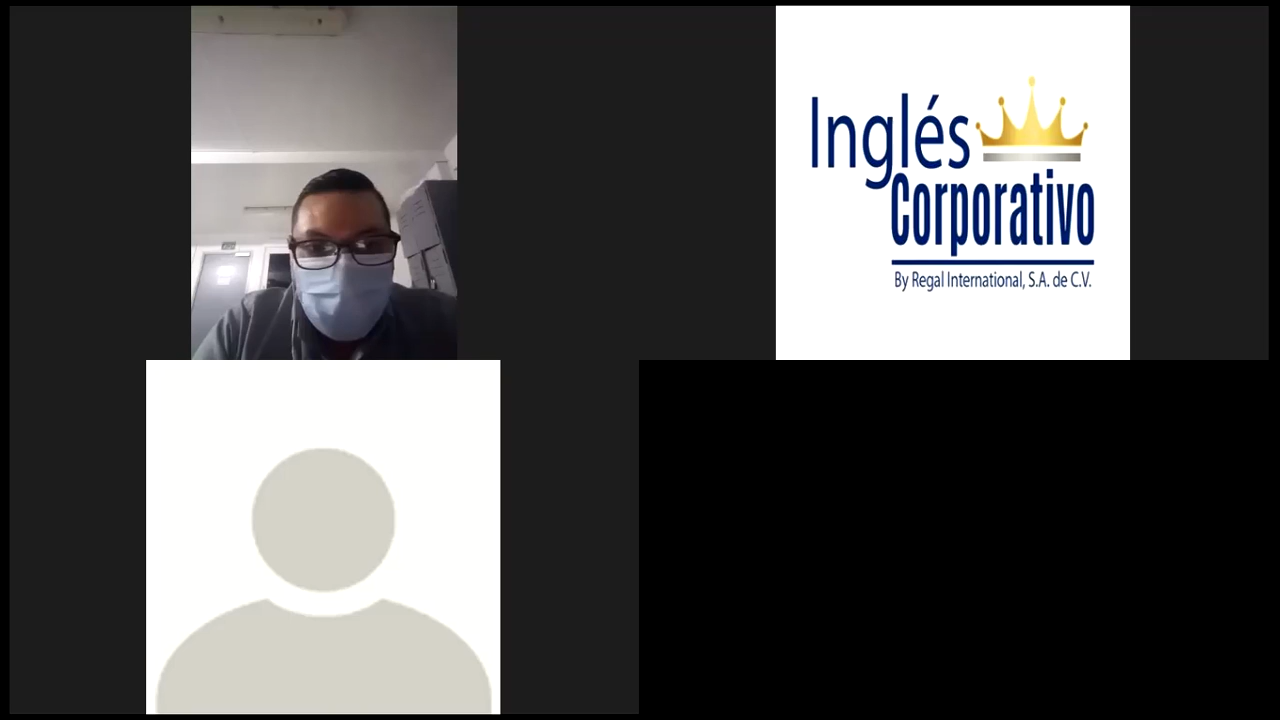 Inglés
Corporativo
By Regal International, S.A. de C.V.